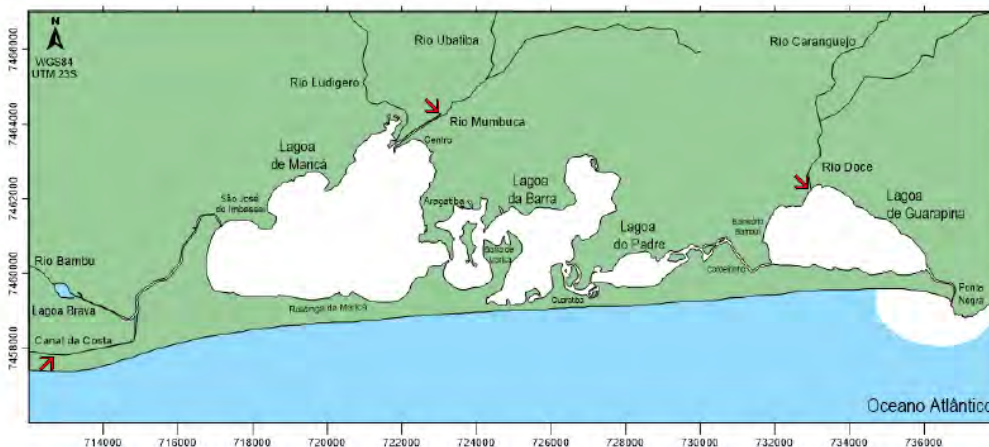 N
WGS84
UTM 23S
Rio Ubatiba
Rio Caranguejo
Rio Ludigero
Rio Mumbuca
Centro
Lagoa
de Maricá
Rio Doce
Lagoa
da Barra
Lagoa
de Guarapina
São José
de Imbassaí
Araçatiba
Lagoa
do Padre
Rio Bambu
Lagoa Brava
Canal da Costa
Restinga de Maricá
Guaratiba
Cordeirinho
Ponta
Negra
Oceano Atlântico
7466000
7464000
7462000
7460000
7458000
714000
716000
718000
720000
722000
724000
726000
728000
730000
732000
734000
736000